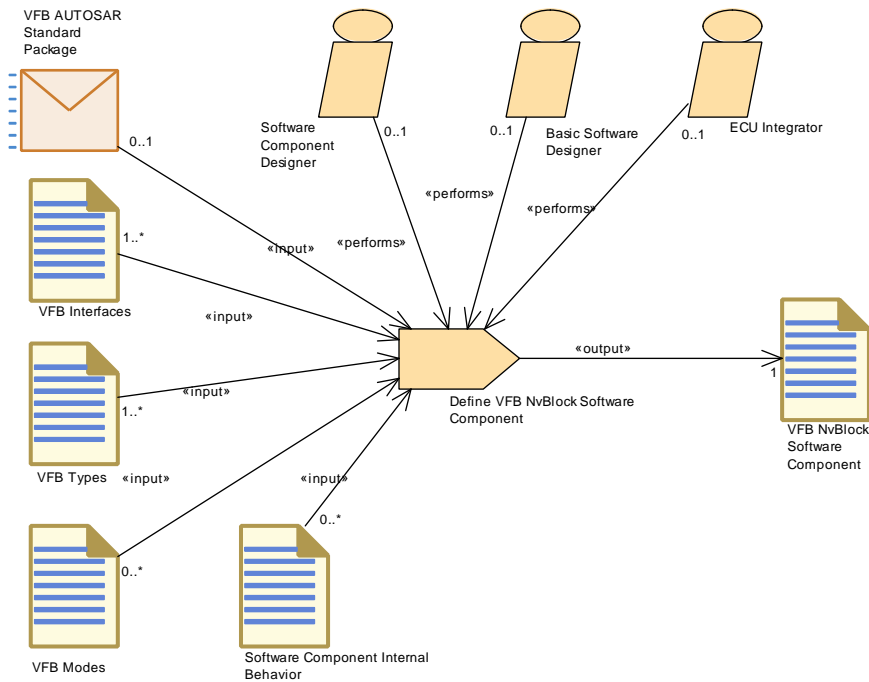 VFB AUTOSAR
Standard
Package
0..1
Software
Component
Designer
0..1
Basic Software
Designer
0..1
ECU Integrator
0..1
«performs»
«performs»
«performs»
«input»
1..*
VFB Interfaces
«input»
«output»
1
Define VFB NvBlock Software
Component
VFB NvBlock
Software
Component
«input»
1..*
VFB Types
«input»
«input»
0..*
0..*
VFB Modes
Software Component Internal
Behavior